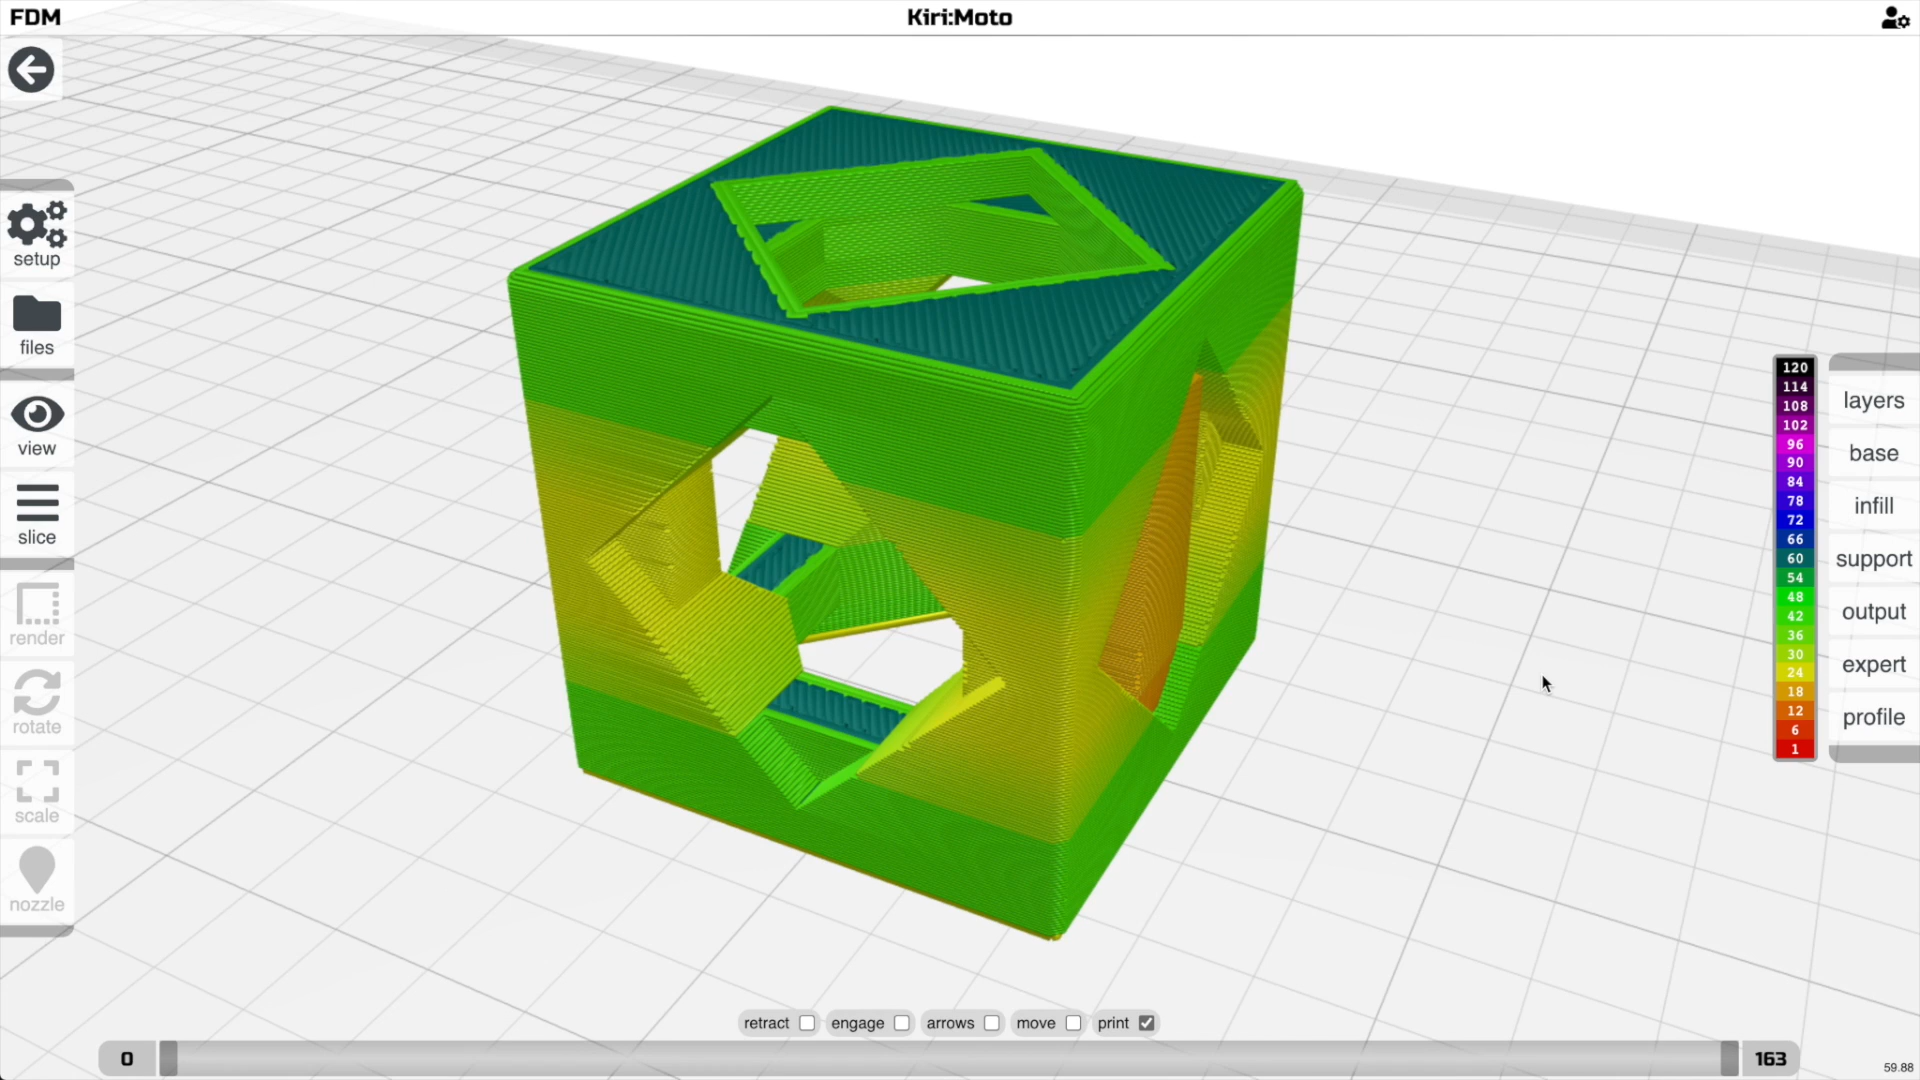 FDM
Kiri:Moto
setup
files
view
slice
render
rotate
scale
nozzle
120
114
108
102
96
90
84
78
72
66
60
54
48
42
36
30
24
18
12
6
1
layers
base
infill
support
output
expert
profile
retract engage arrows move print
0
163
59.88